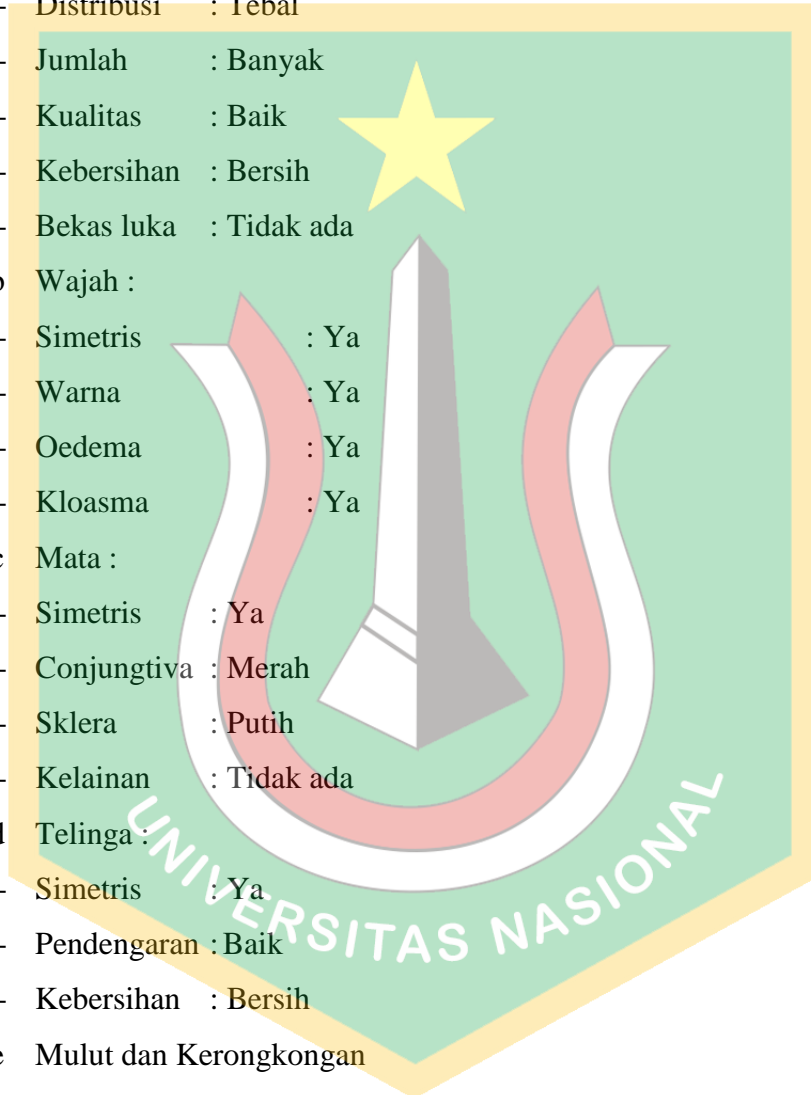 - Distribusi : Tebal
- Jumlah : Banyak
- Kualitas : Baik
- Kebersihan : Bersih
- Bekas luka : Tidak ada
Wajah :
- Simetris : Ya
- Warna : Ya
- Oedema : Ya
- Kloasma : Ya
c Mata :
- Simetris : Ya
- Conjungtiva : Merah
- Sklera : Putih
- Kelainan : Tidak ada
Telinga :
- Simetris : Ya
- Pendengaran : Baik
- Kebersihan : Bersih
e Mulut dan Kerongkongan
UNIVERSITAS NASIONAL